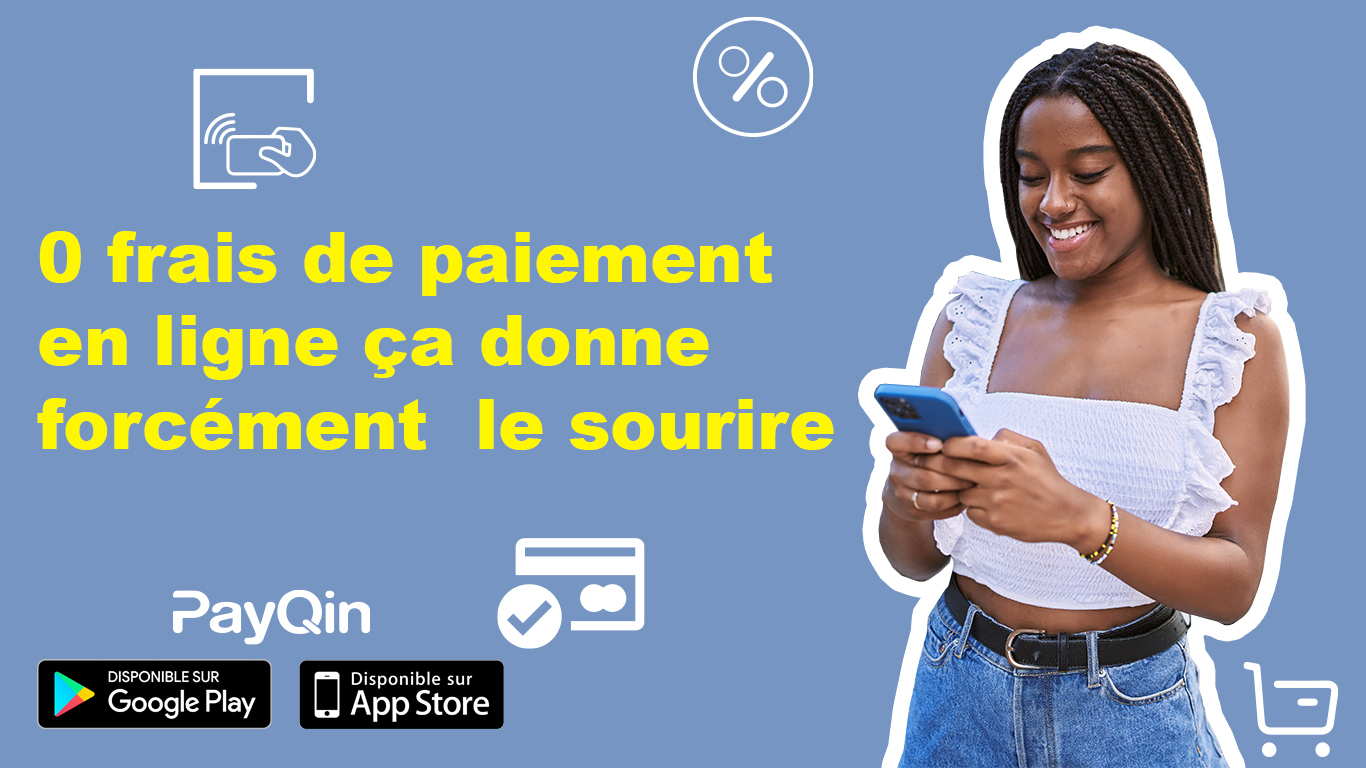 0 frais de paiement
en ligne ça donne
forcément le sourire
PayQin
DISPONIBLE SUR
Google Play
Disponible sur
App Store